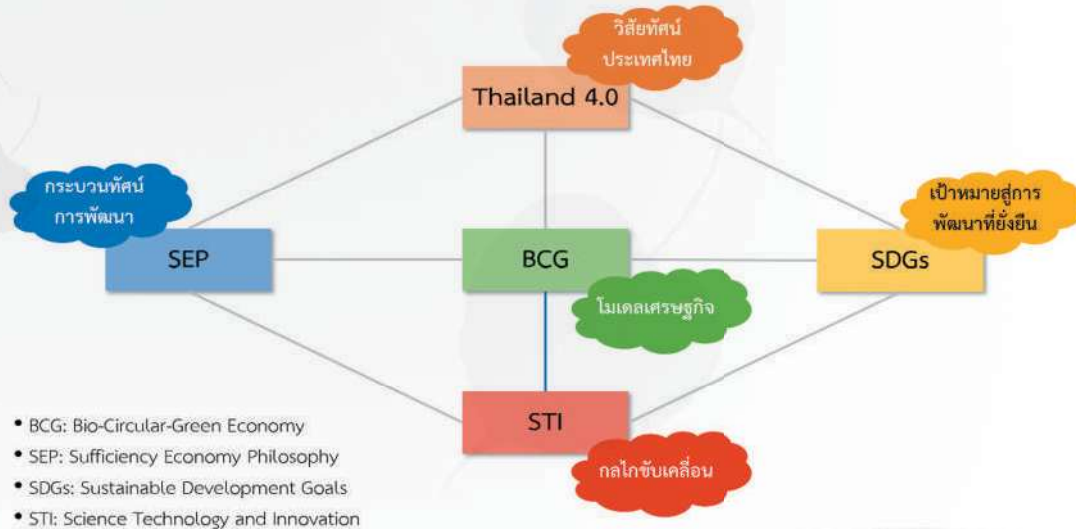 วิสัยทัศน์
ประเทศไทย
Thailand 4.0
กระบวนทัศน์
การพัฒนา
SEP
BCG
เป้าหมายสู่การ
พัฒนาที่ยั่งยืน
SDGs
โมเดลเศรษฐกิจ
STI
กลไกขับเคลื่อน
• BCG: Bio-Circular-Green Economy
• SEP: Sufficiency Economy Philosophy
• SDGs: Sustainable Development Goals
• STI: Science Technology and Innovation